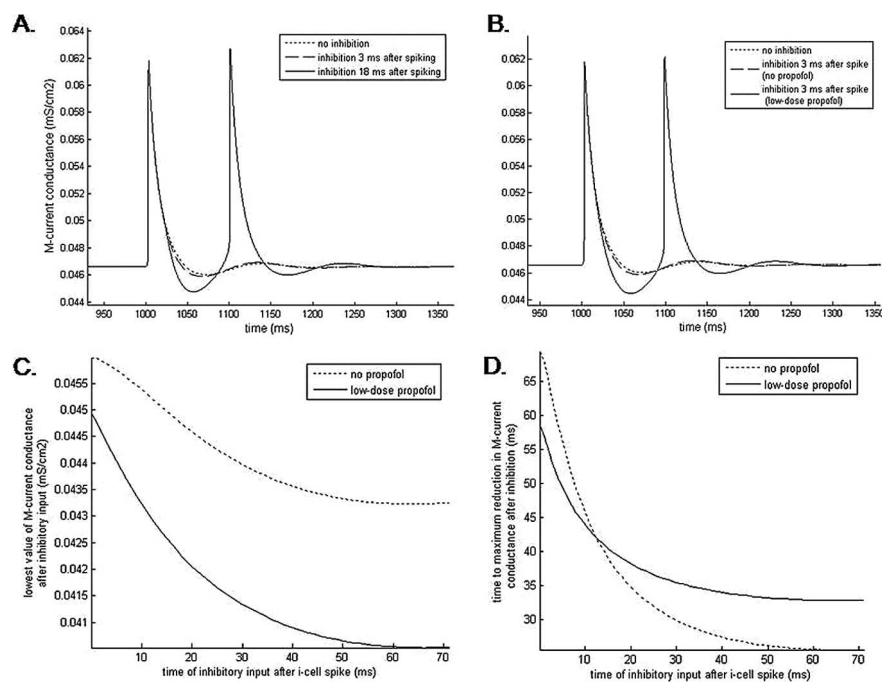 A.
0.064
0.062
0.06
0.058
0.056
0.054
0.052
0.05
0.048
0.046
0.044
M-current conductance (mS/cm2)
no inhibition
inhibition 3 ms after spiking
inhibition 18 ms after spiking
950 1000 1050 1100 1150 1200 1250 1300 1350
time (ms)
B.
0.064
0.062
0.06
0.058
0.056
0.054
0.052
0.05
0.048
0.046
0.044
no inhibition
inhibition 3 ms after spike
(no propofol)
inhibition 3 ms after spike
(low-dose propofol)
950 1000 1050 1100 1150 1200 1250 1300 1350
time (ms)
C.
0.0455
0.045
0.0445
0.044
0.0435
0.043
0.0425
0.042
0.0415
0.041
lowest value of M-current conductance
after inhibitory input (mS/cm2)
no propofol
low-dose propofol
10 20 30 40 50 60 70
time of inhibitory input after i-cell spike (ms)
D.
65
60
55
50
45
40
35
30
time to maximum reduction in M-current
conductance after inhibition (ms)
no propofol
low-dose propofol
10 20 30 40 50 60 70
time of inhibitory input after i-cell spike (ms)